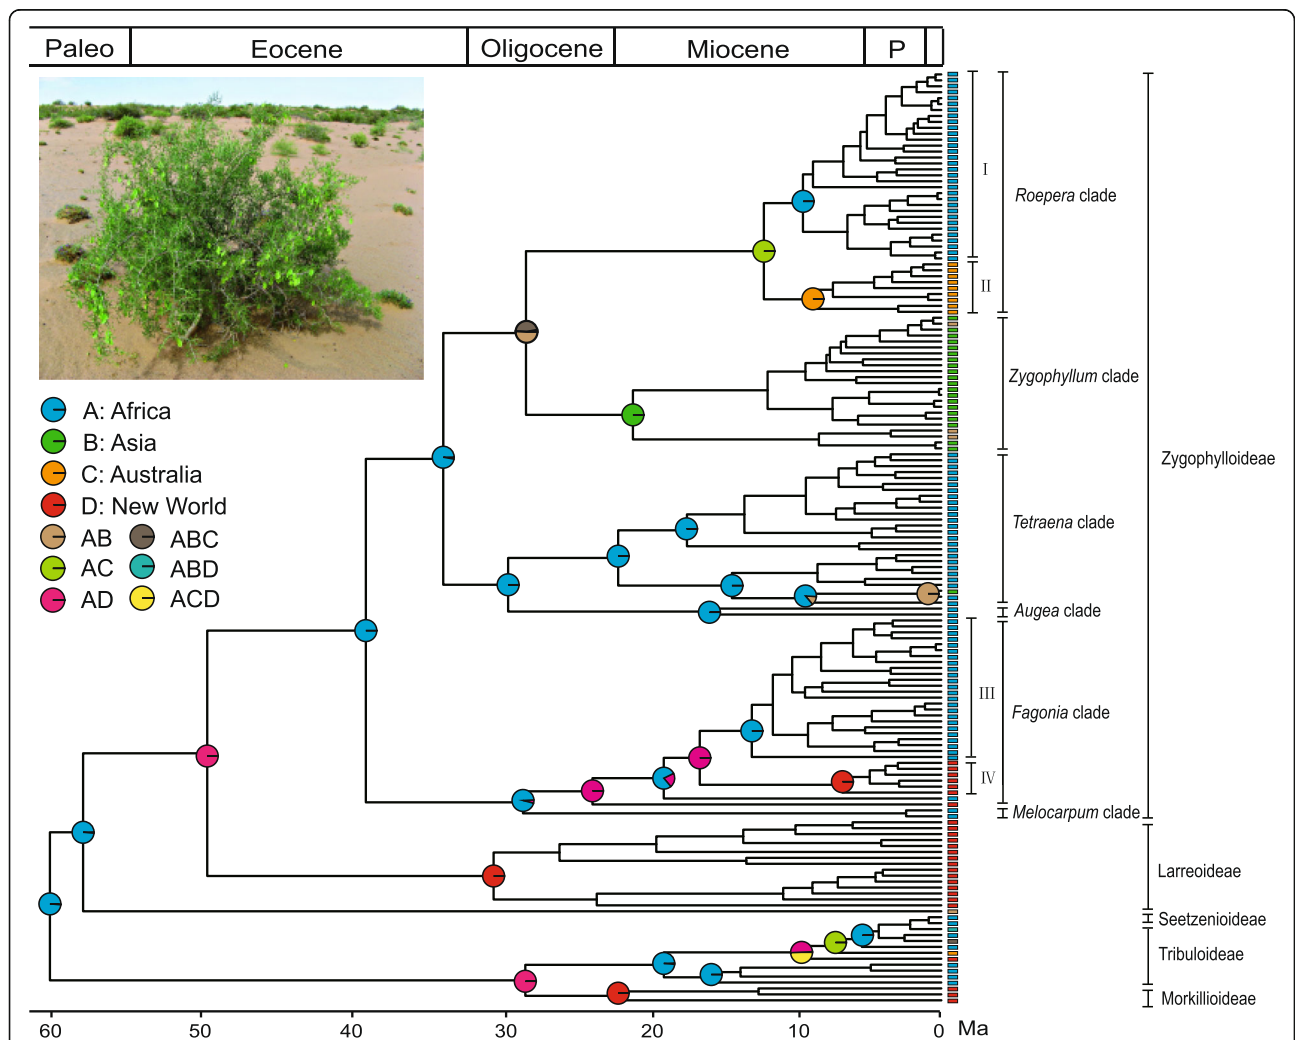 Paleo Eocene Oligocene Miocene P
I
Roepera clade
II
Zygophyllum clade
A: Africa
B: Asia
C: Australia
D: New World
AB ABC
AC ABD
AD ACD
Zygophylloideae
Tetraena clade
Augea clade
III
Fagonia clade
IV
Melocarpum clade
Larreoideae
Seetzenioideae
Tribuloideae
Morkillioideae
60 50 40 30 20 10 0 Ma